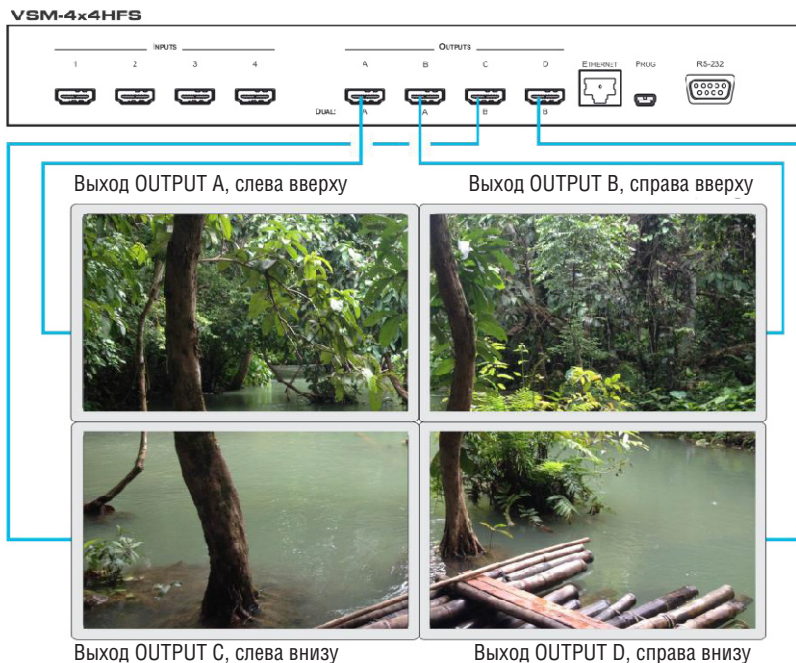 VSM-4x4HFS
INPUTS OUTPUTS
1 2 3 4 A B C D ETHERNET PROG RS-232
DUAL: A A B B
Выход OUTPUT A, слева вверху Выход OUTPUT B, справа вверху
Выход OUTPUT C, слева внизу Выход OUTPUT D, справа внизу